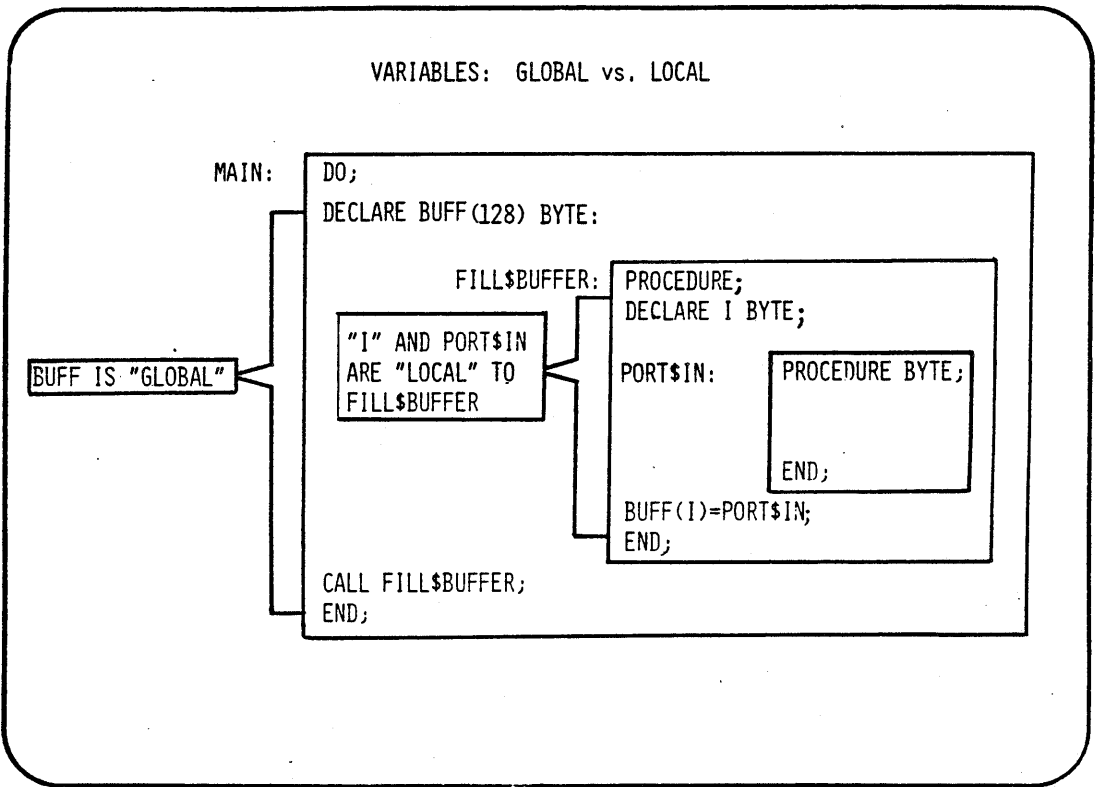 VARIABLES: GLOBAL vs. LOCAL
MAIN: DO;
DECLARE BUFF(128) BYTE:
FILL$BUFFER: PROCEDURE;
DECLARE I BYTE;
"I" AND PORT$IN
ARE "LOCAL" TO
FILL$BUFFER
BUFF IS "GLOBAL"
PORT$IN: PROCEDURE BYTE;
END;
BUFF(I)=PORT$IN;
END;
CALL FILL$BUFFER;
END;